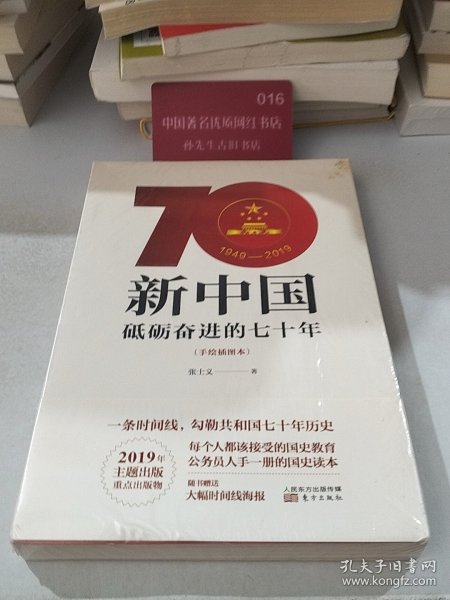 016
中国著名优质网红书店
孙先生古旧书店
70
1949—2019
新中国
砥砺奋进的七十年
（手绘插图本）
张士义——著
一条时间线，勾勒共和国七十年历史
2019年
主题出版
重点出版物
每个人都该接受的国史教育
公务员人手一册的国史读本
随书赠送
大幅时间线海报
人民东方出版传媒
东方出版社
孔夫子旧书网
www.kongfz.com